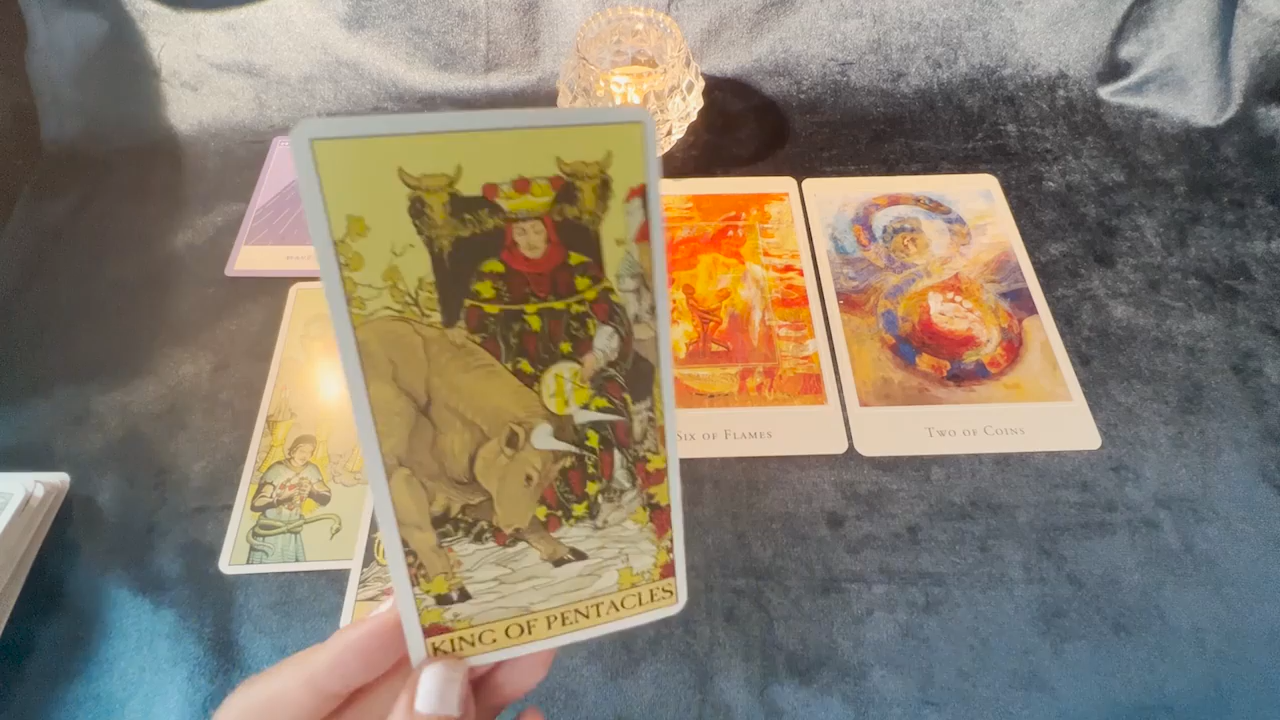 KING OF PENTACLES
SIX OF FLAMES
TWO OF COINS